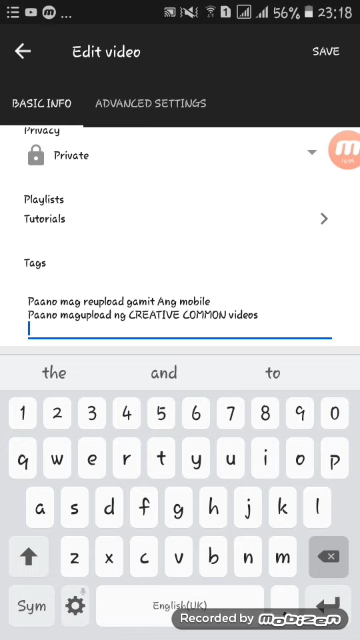 56% 23:18
Edit video SAVE
BASIC INFO ADVANCED SETTINGS
Privacy
Private
Playlists
Tutorials
Tags
Paano mag reupload gamit Ang mobile
Paano magupload ng CREATIVE COMMON videos
the and to
1 2 3 4 5 6 7 8 9 0
q w e r t y u i o p
a s d f g h j k l
z x c v b n m
Sym English(UK)
Recorded by mobizen